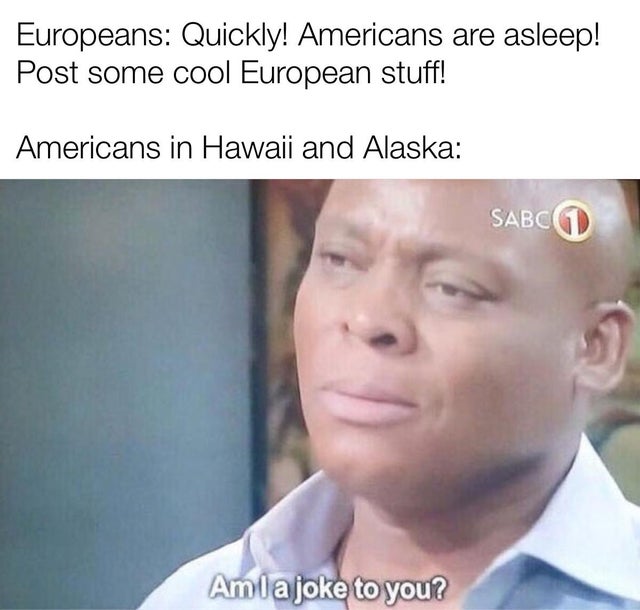 Europeans: Quickly! Americans are asleep!
Post some cool European stuff!
Americans in Hawaii and Alaska:
SABC 1
Am I a joke to you?